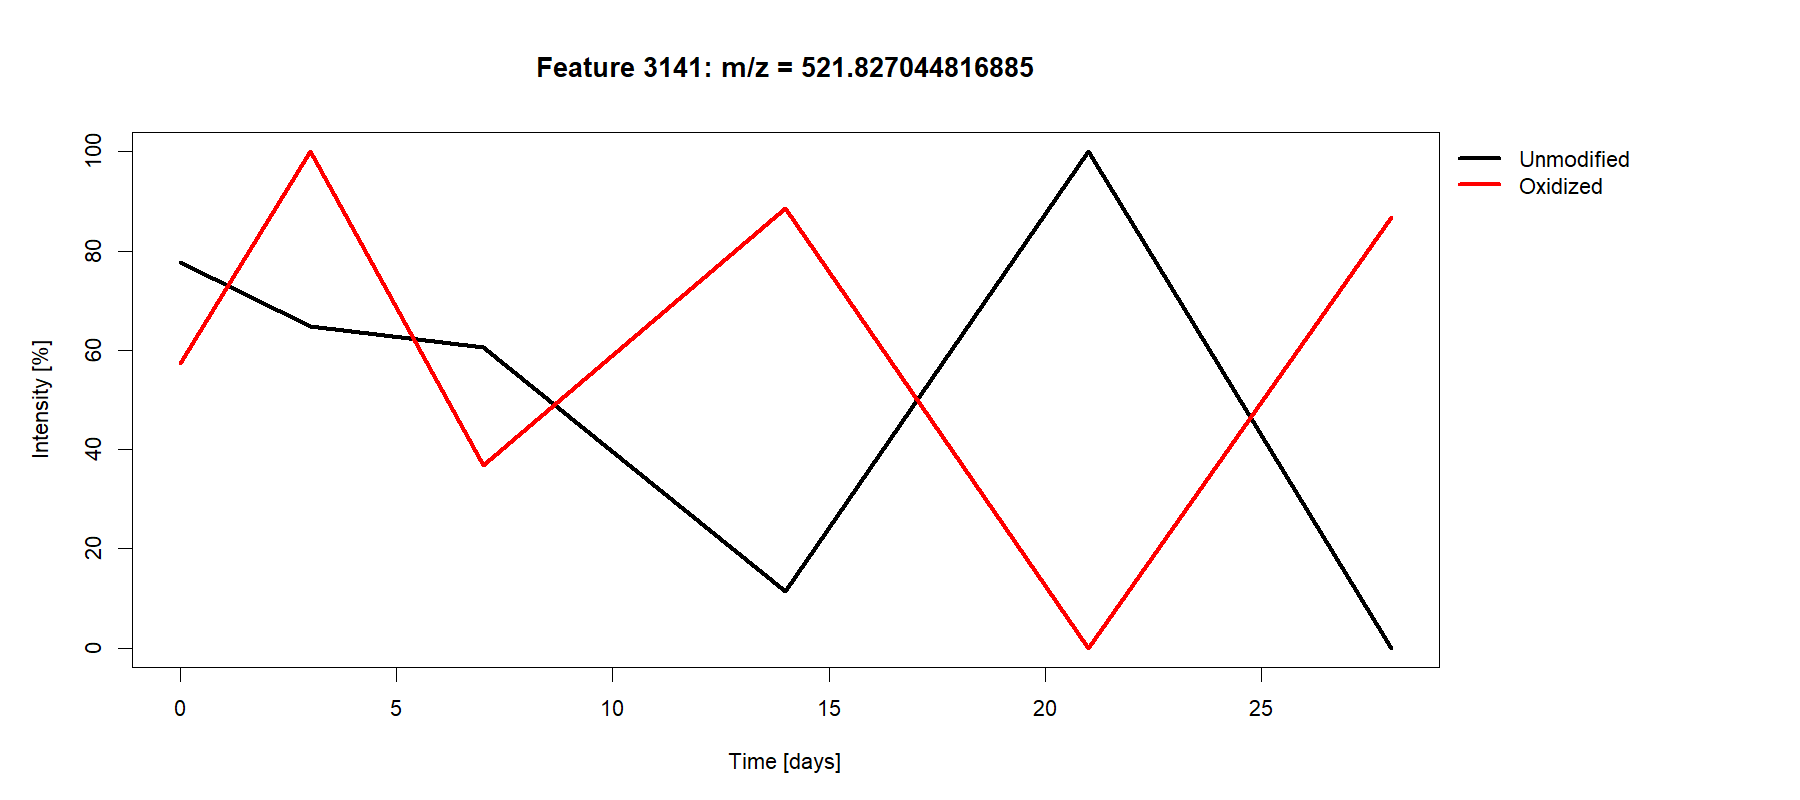 Feature 3141: m/z = 521.827044816885
Unmodified
Oxidized
100
80
60
40
20
0
Intensity [%]
0 5 10 15 20 25
Time [days]